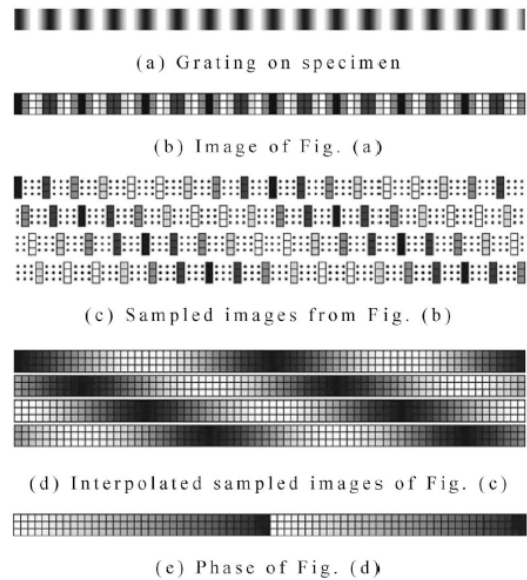 (a) Grating on specimen
(b) Image of Fig. (a)
(c) Sampled images from Fig. (b)
(d) Interpolated sampled images of Fig. (c)
(e) Phase of Fig. (d)